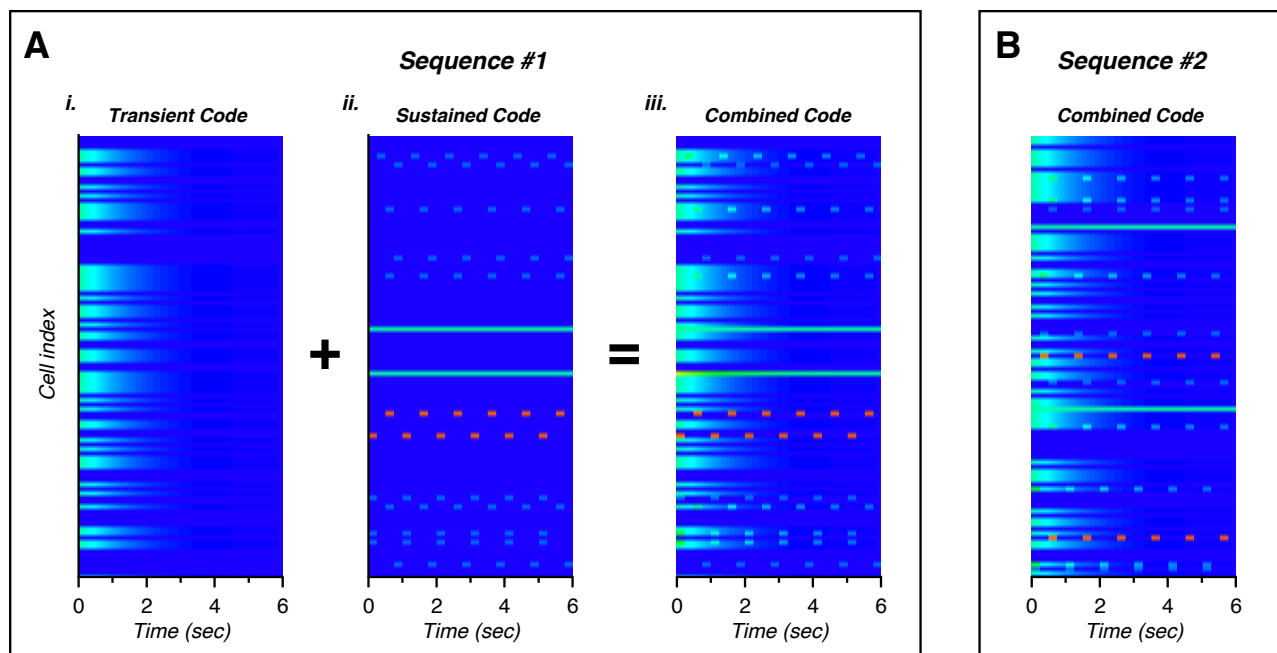 A
Sequence #1
i.
Transient Code
ii.
Sustained Code
iii.
Combined Code
Cell index
+
=
0 2 4 6
Time (sec)
0 2 4 6
Time (sec)
0 2 4 6
Time (sec)
B
Sequence #2
Combined Code
0 2 4 6
Time (sec)